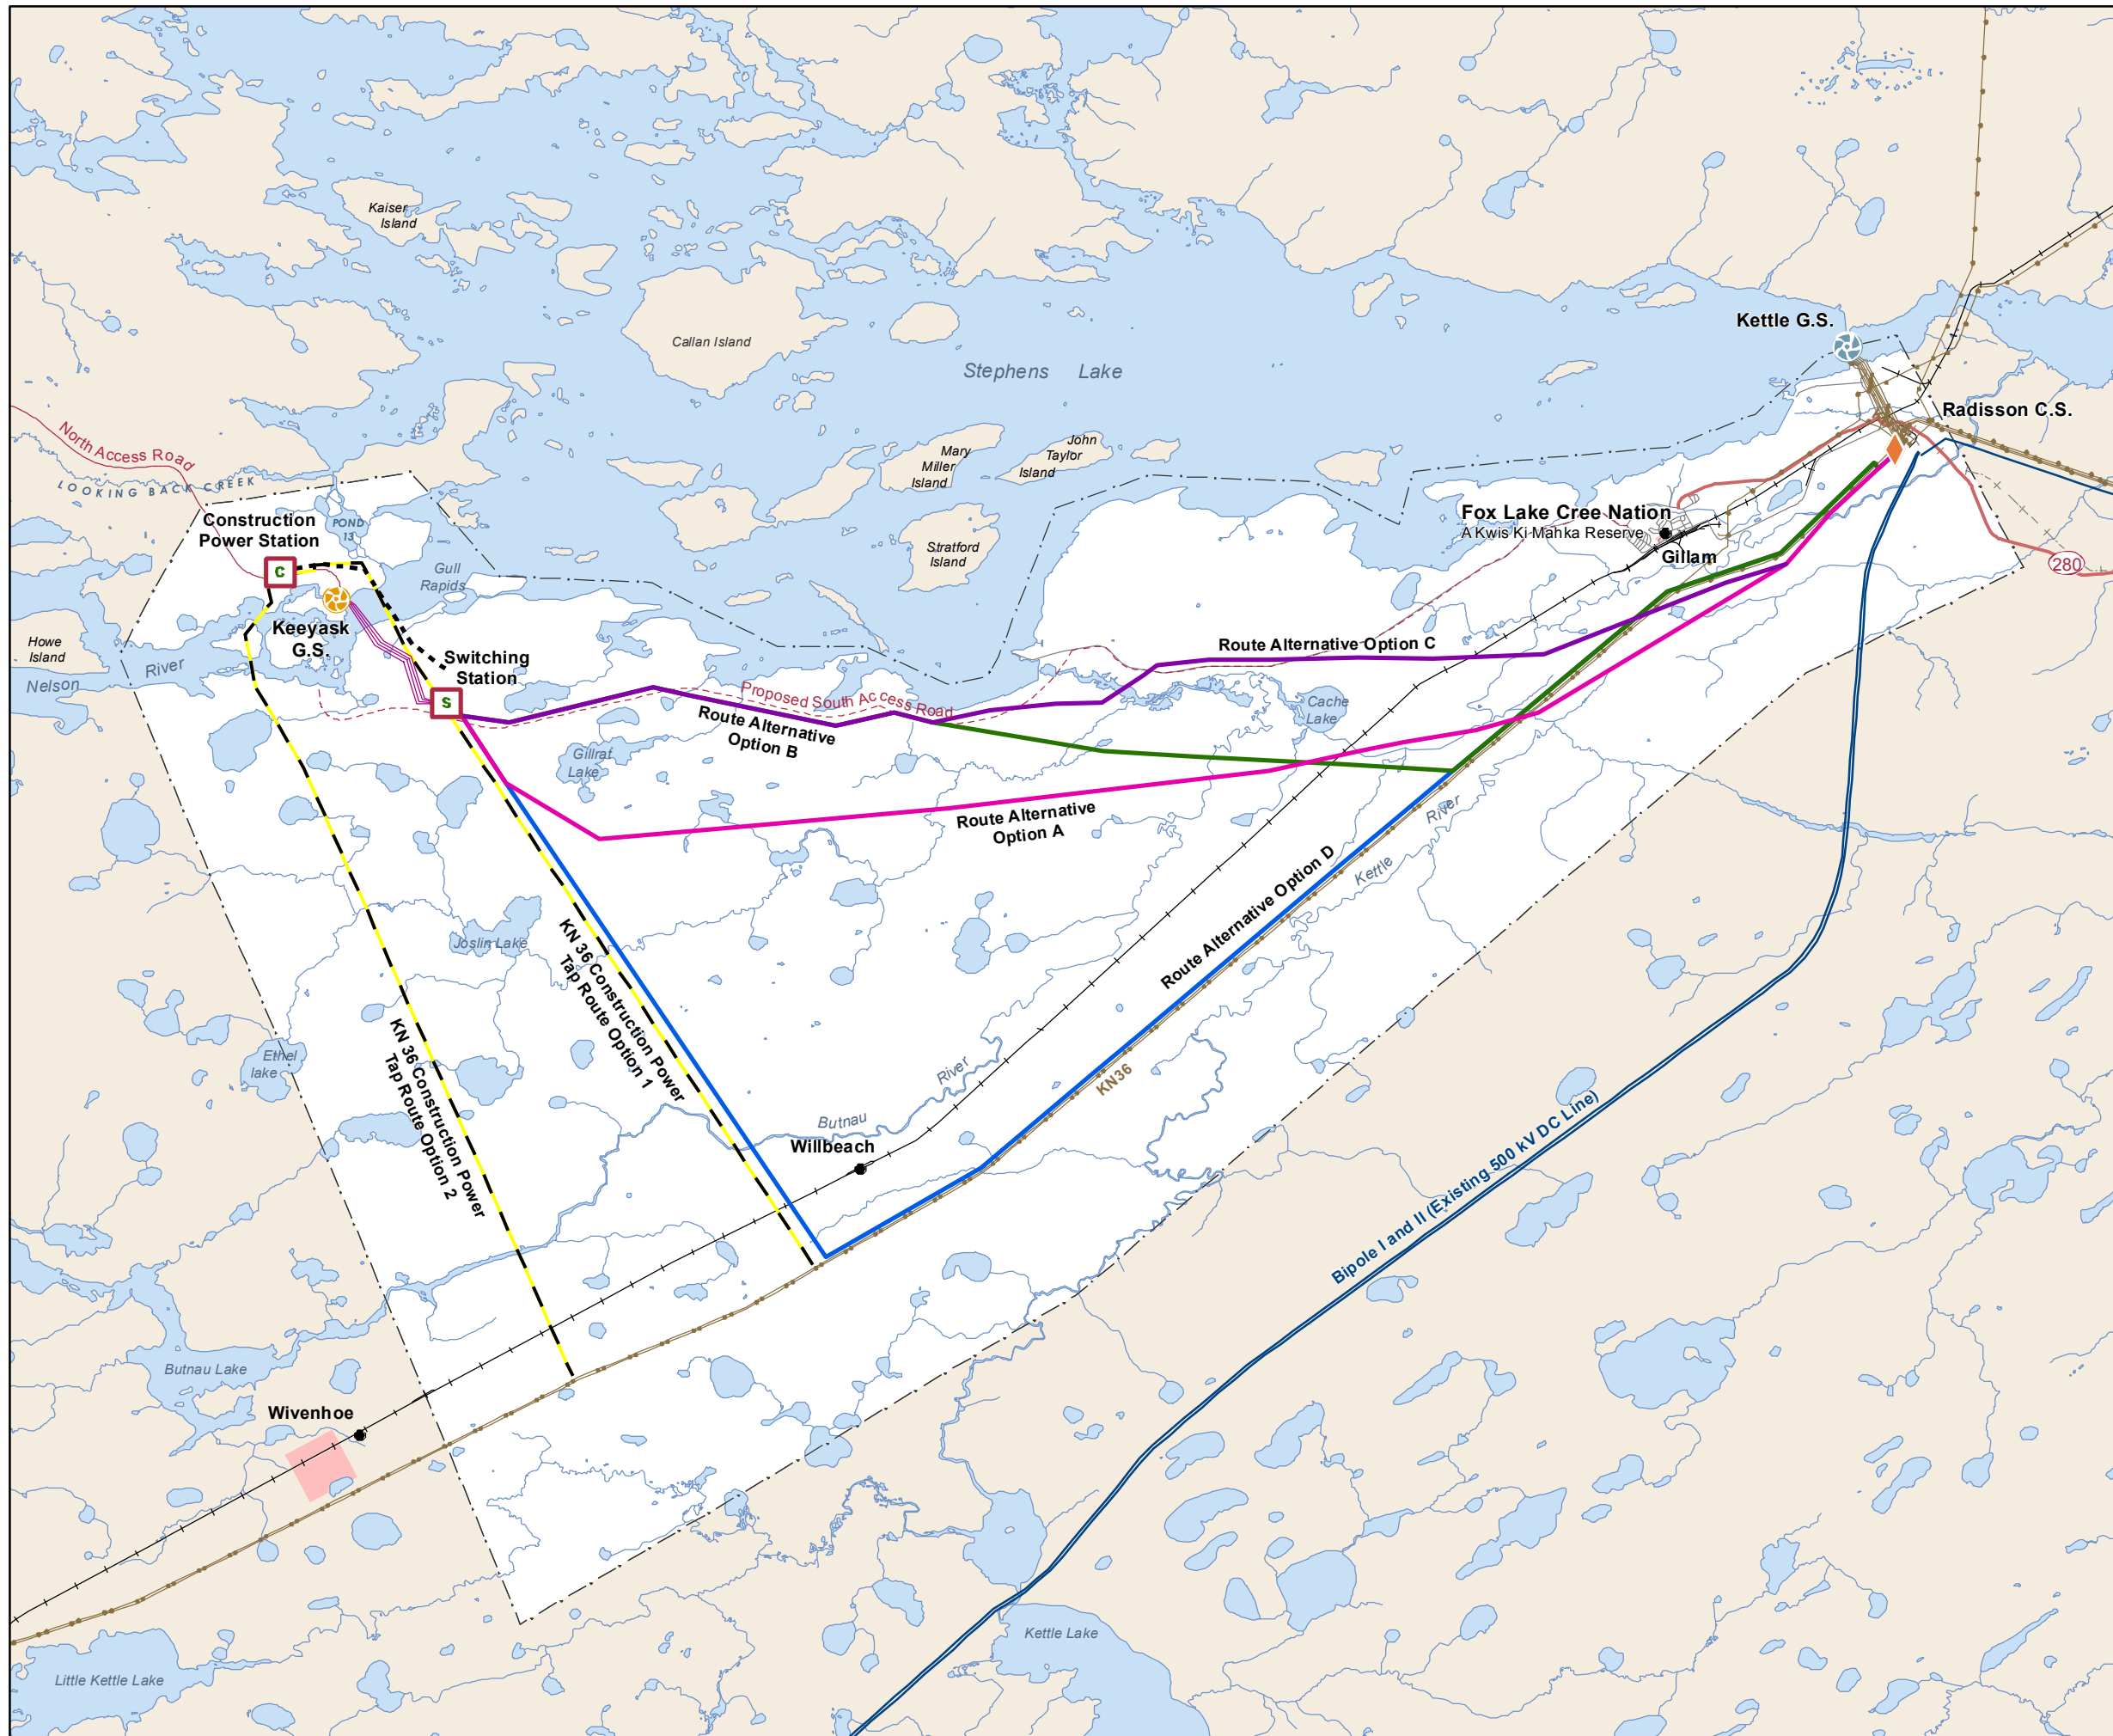 Kaiser
Island
Callan Island
Stephens Lake
Kettle G.S.
Radisson C.S.
North Access Road
LOOKING BACK CREEK
Mary
Miller
Island
John
Taylor
Island
Stratford
Island
Construction
Power Station
POND
13
C
Gull
Rapids
Fox Lake Cree Nation
A Kwis Ki Mahka Reserve
Gillam
280
Keeyask
G.S.
Howe
Island
River
Nelson
Switching
Station
S
Route Alternative Option C
Proposed South Access Road
Route Alternative
Option B
Cache
Lake
Gillraf
Lake
Route Alternative
Option A
River
Kettle
Route Alternative Option D
Joslin Lake
KN 36 Construction Power
Tap Route Option 1
KN 36 Construction Power
Tap Route Option 2
Ethel
lake
River
Butnau
KN36
Willbeach
Bipole I and II (Existing 500 kV DC Line)
Butnau Lake
Wivenhoe
Kettle Lake
Little Kettle Lake